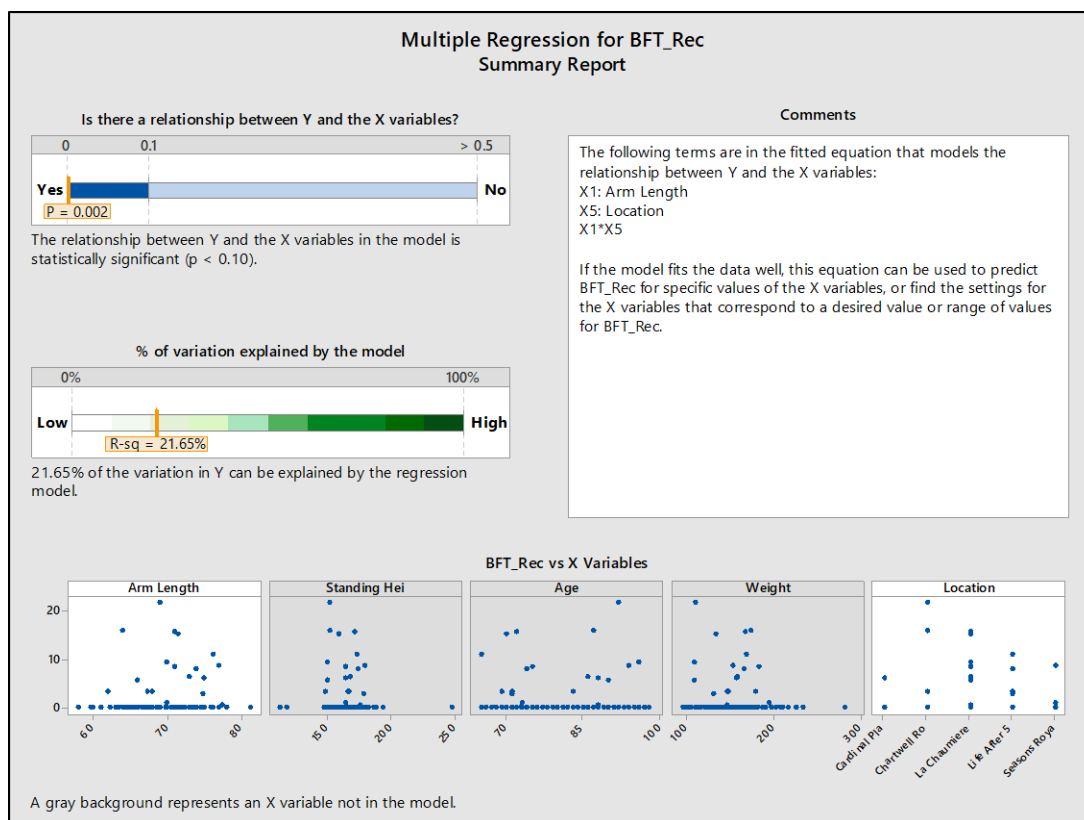 Multiple Regression for BFT_Rec
Summary Report
Is there a relationship between Y and the X variables?
0 0.1 > 0.5
Yes No
P = 0.002
The relationship between Y and the X variables in the model is
statistically significant (p < 0.10).
% of variation explained by the model
0% 100%
Low High
R-sq = 21.65%
21.65% of the variation in Y can be explained by the regression
model.
Comments
The following terms are in the fitted equation that models the
relationship between Y and the X variables:
X1: Arm Length
X5: Location
X1*X5
If the model fits the data well, this equation can be used to predict
BFT_Rec for specific values of the X variables, or find the settings for
the X variables that correspond to a desired value or range of values
for BFT_Rec.
BFT_Rec vs X Variables
Arm Length Standing Hei Age Weight Location
20
10
0
60 70 80
150 200 250
70 85 100
100 200 300
Cardinal Pla
Chartwell Ro
La Chaumiere
Life After 5
Seasons Roya
A gray background represents an X variable not in the model.